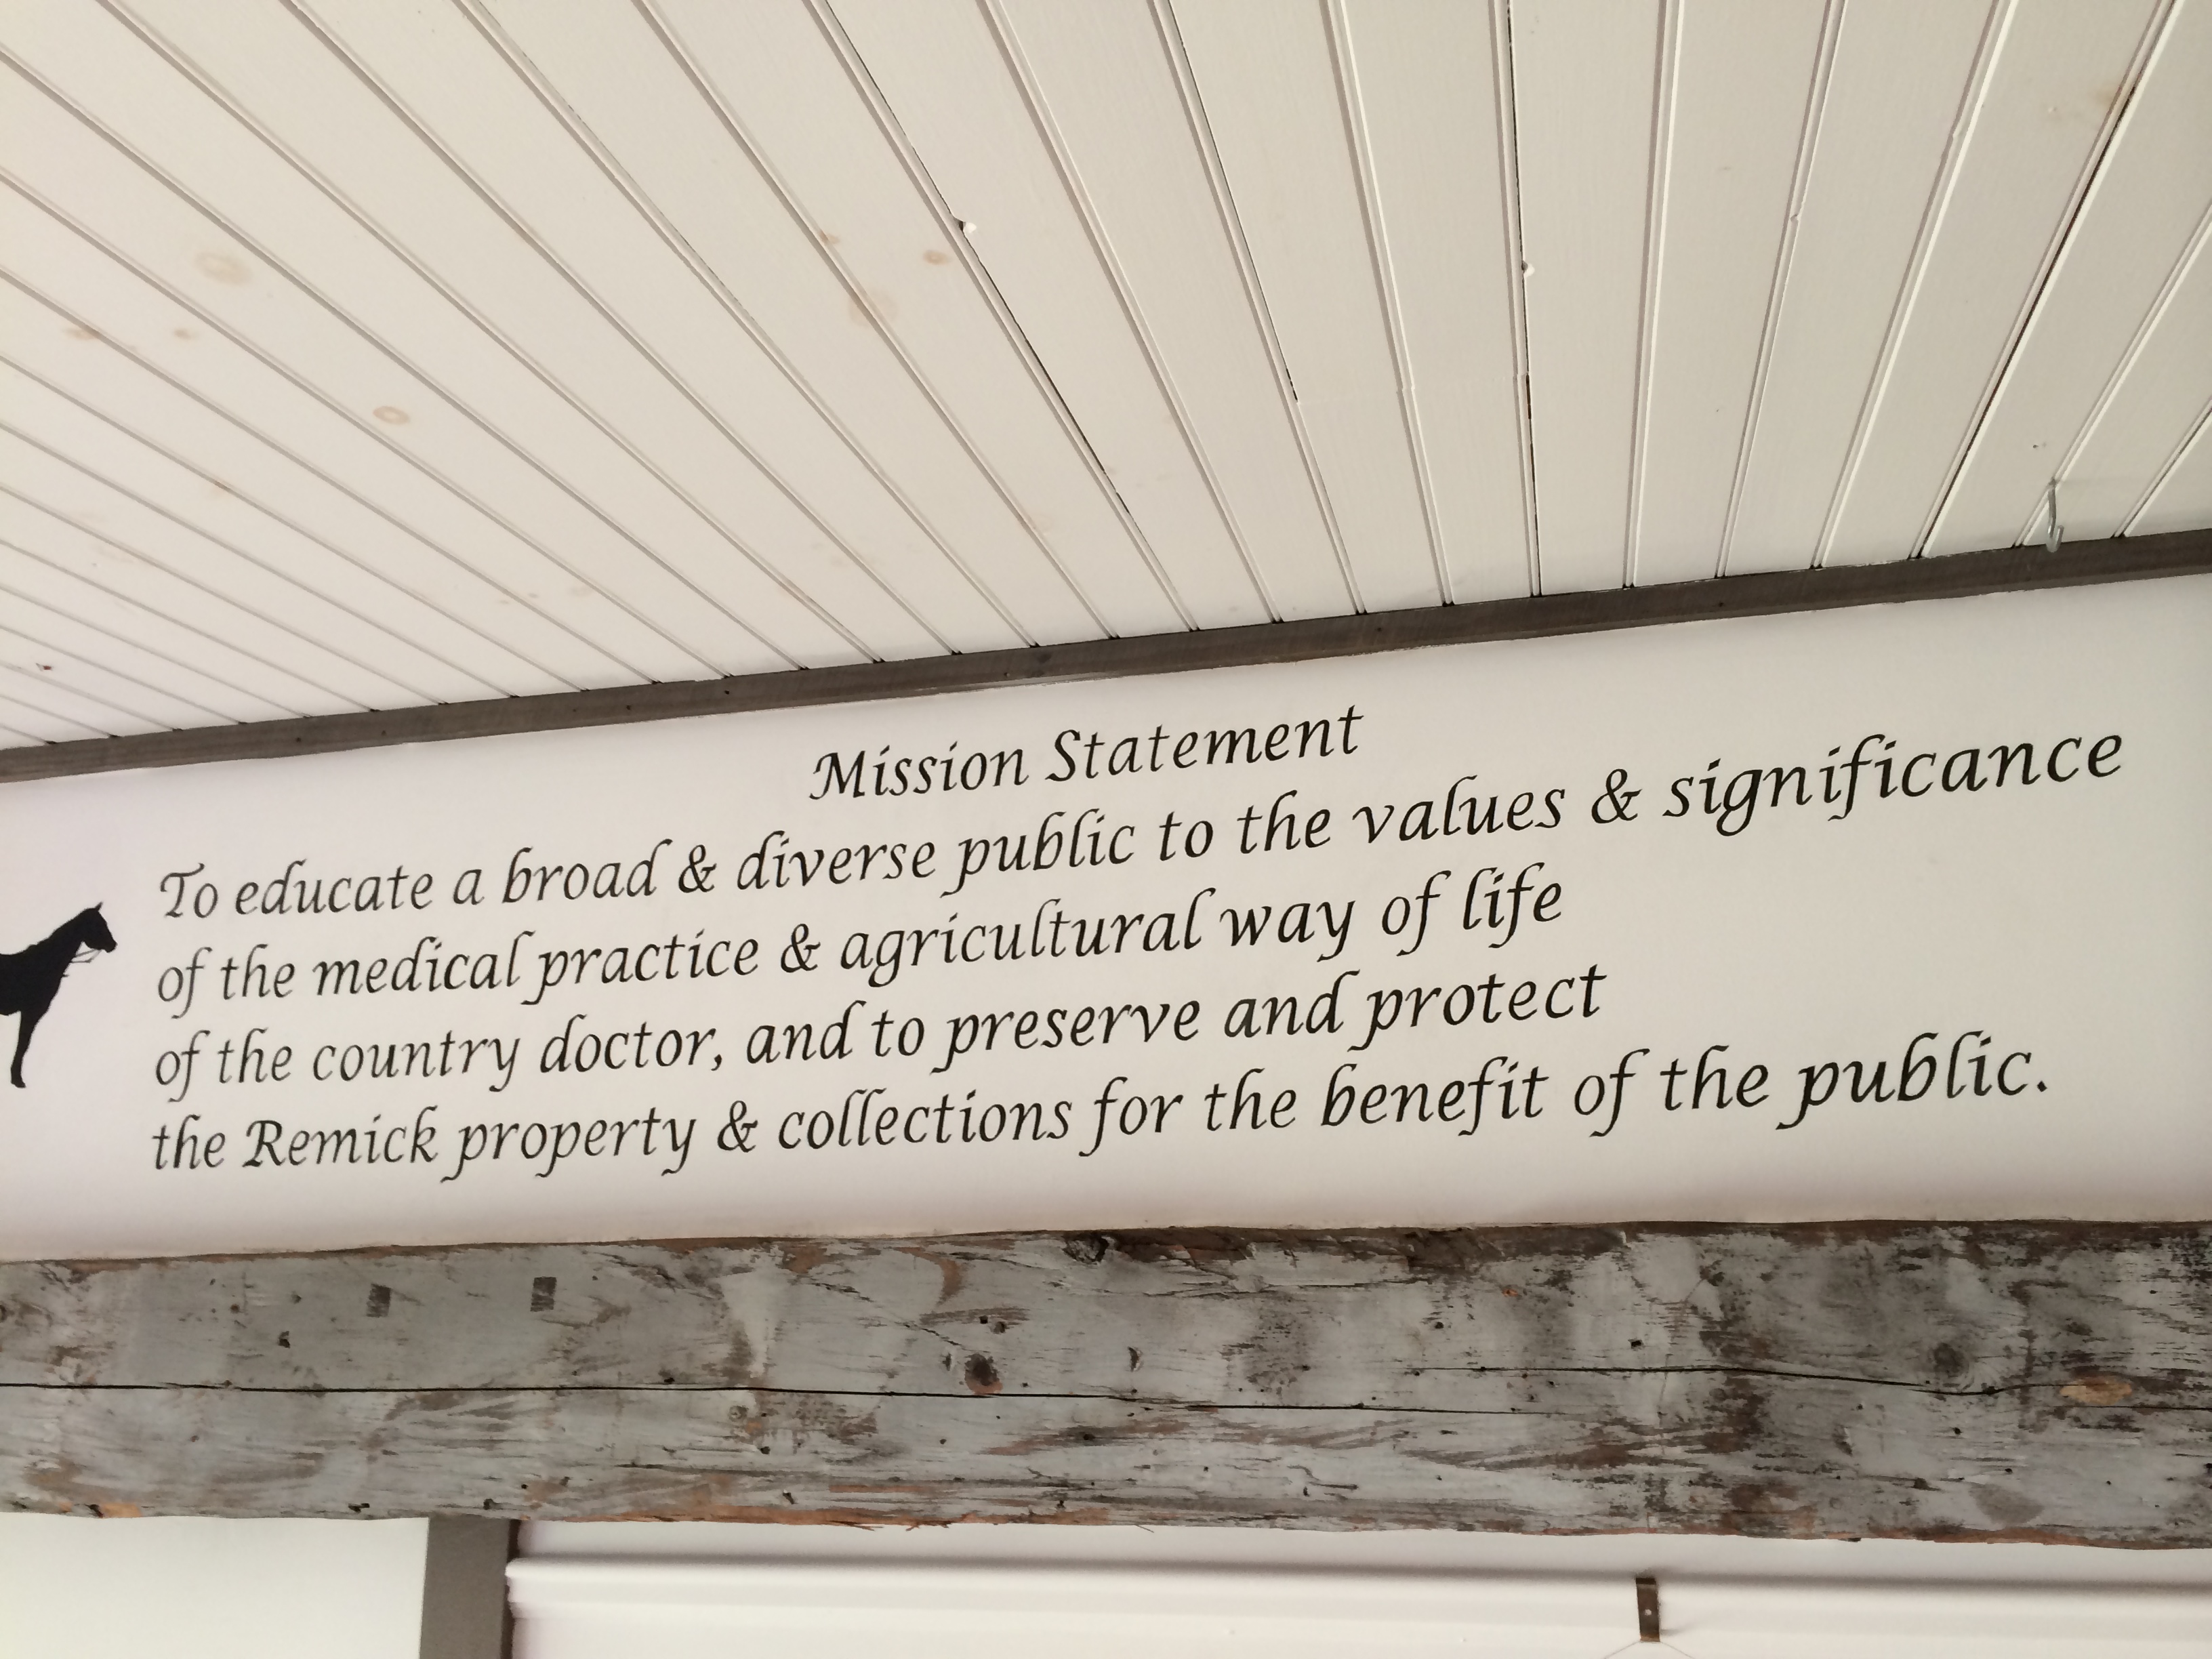 Mission Statement
To educate a broad & diverse public to the values & significance
of the medical practice & agricultural way of life
of the country doctor, and to preserve and protect
the Remick property & collections for the benefit of the public.